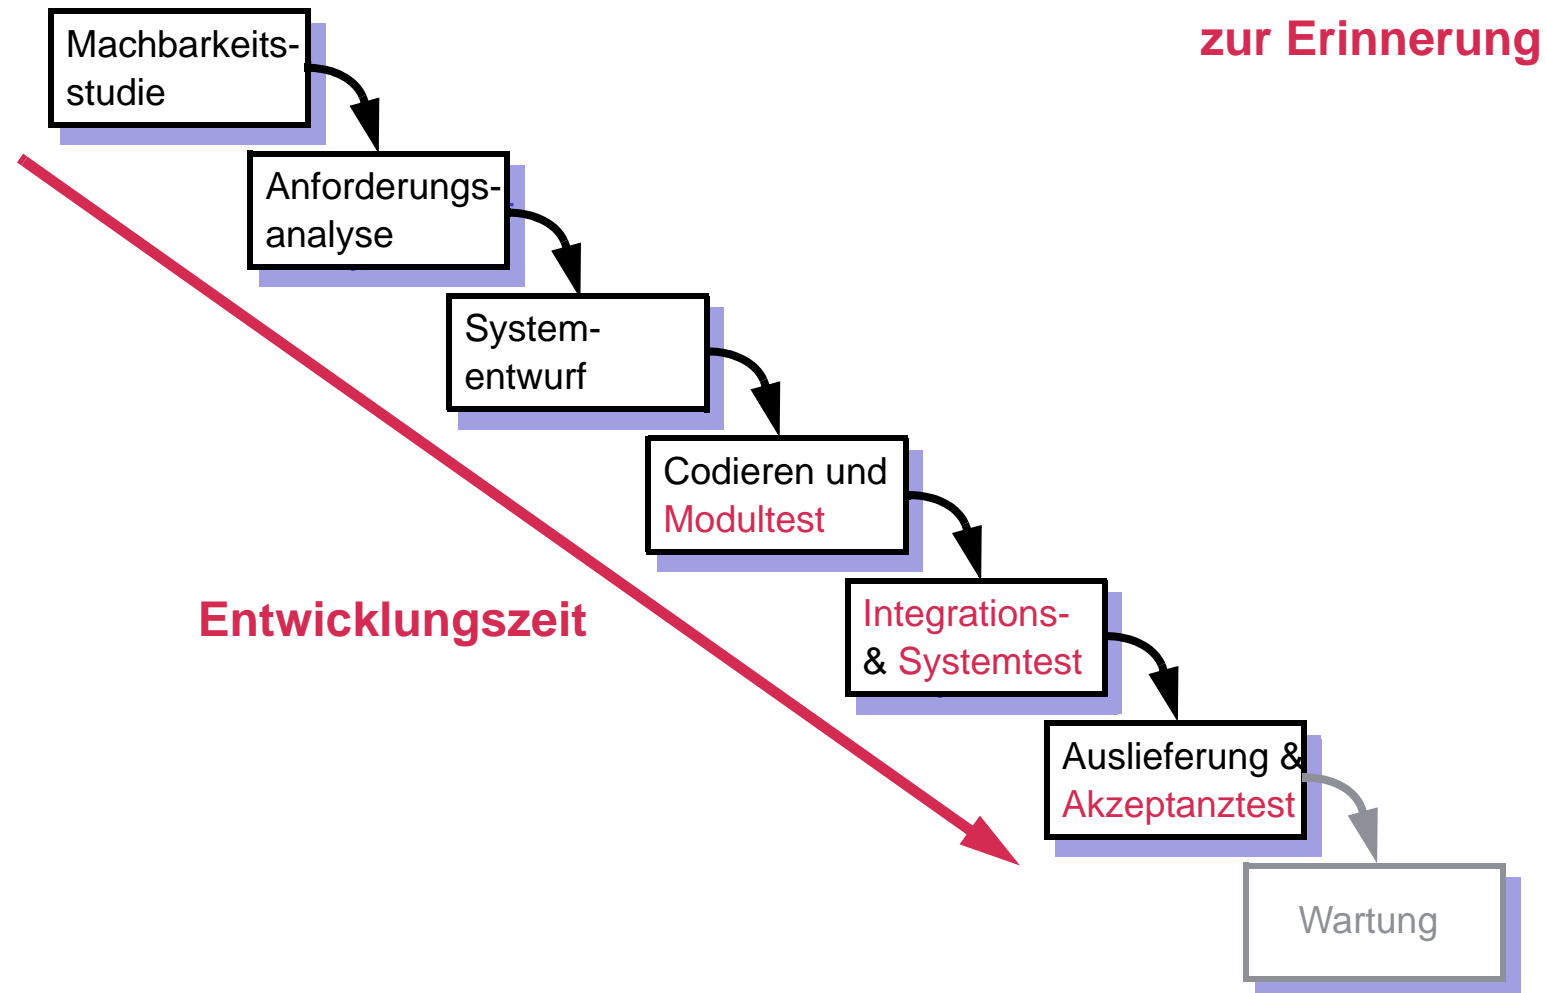 zur Erinnerung
Machbarkeits-
studie
Anforderungs-
analyse
System-
entwurf
Codieren und
Modultest
Entwicklungszeit
Integrations-
& Systemtest
Auslieferung &
Akzeptanztest
Wartung